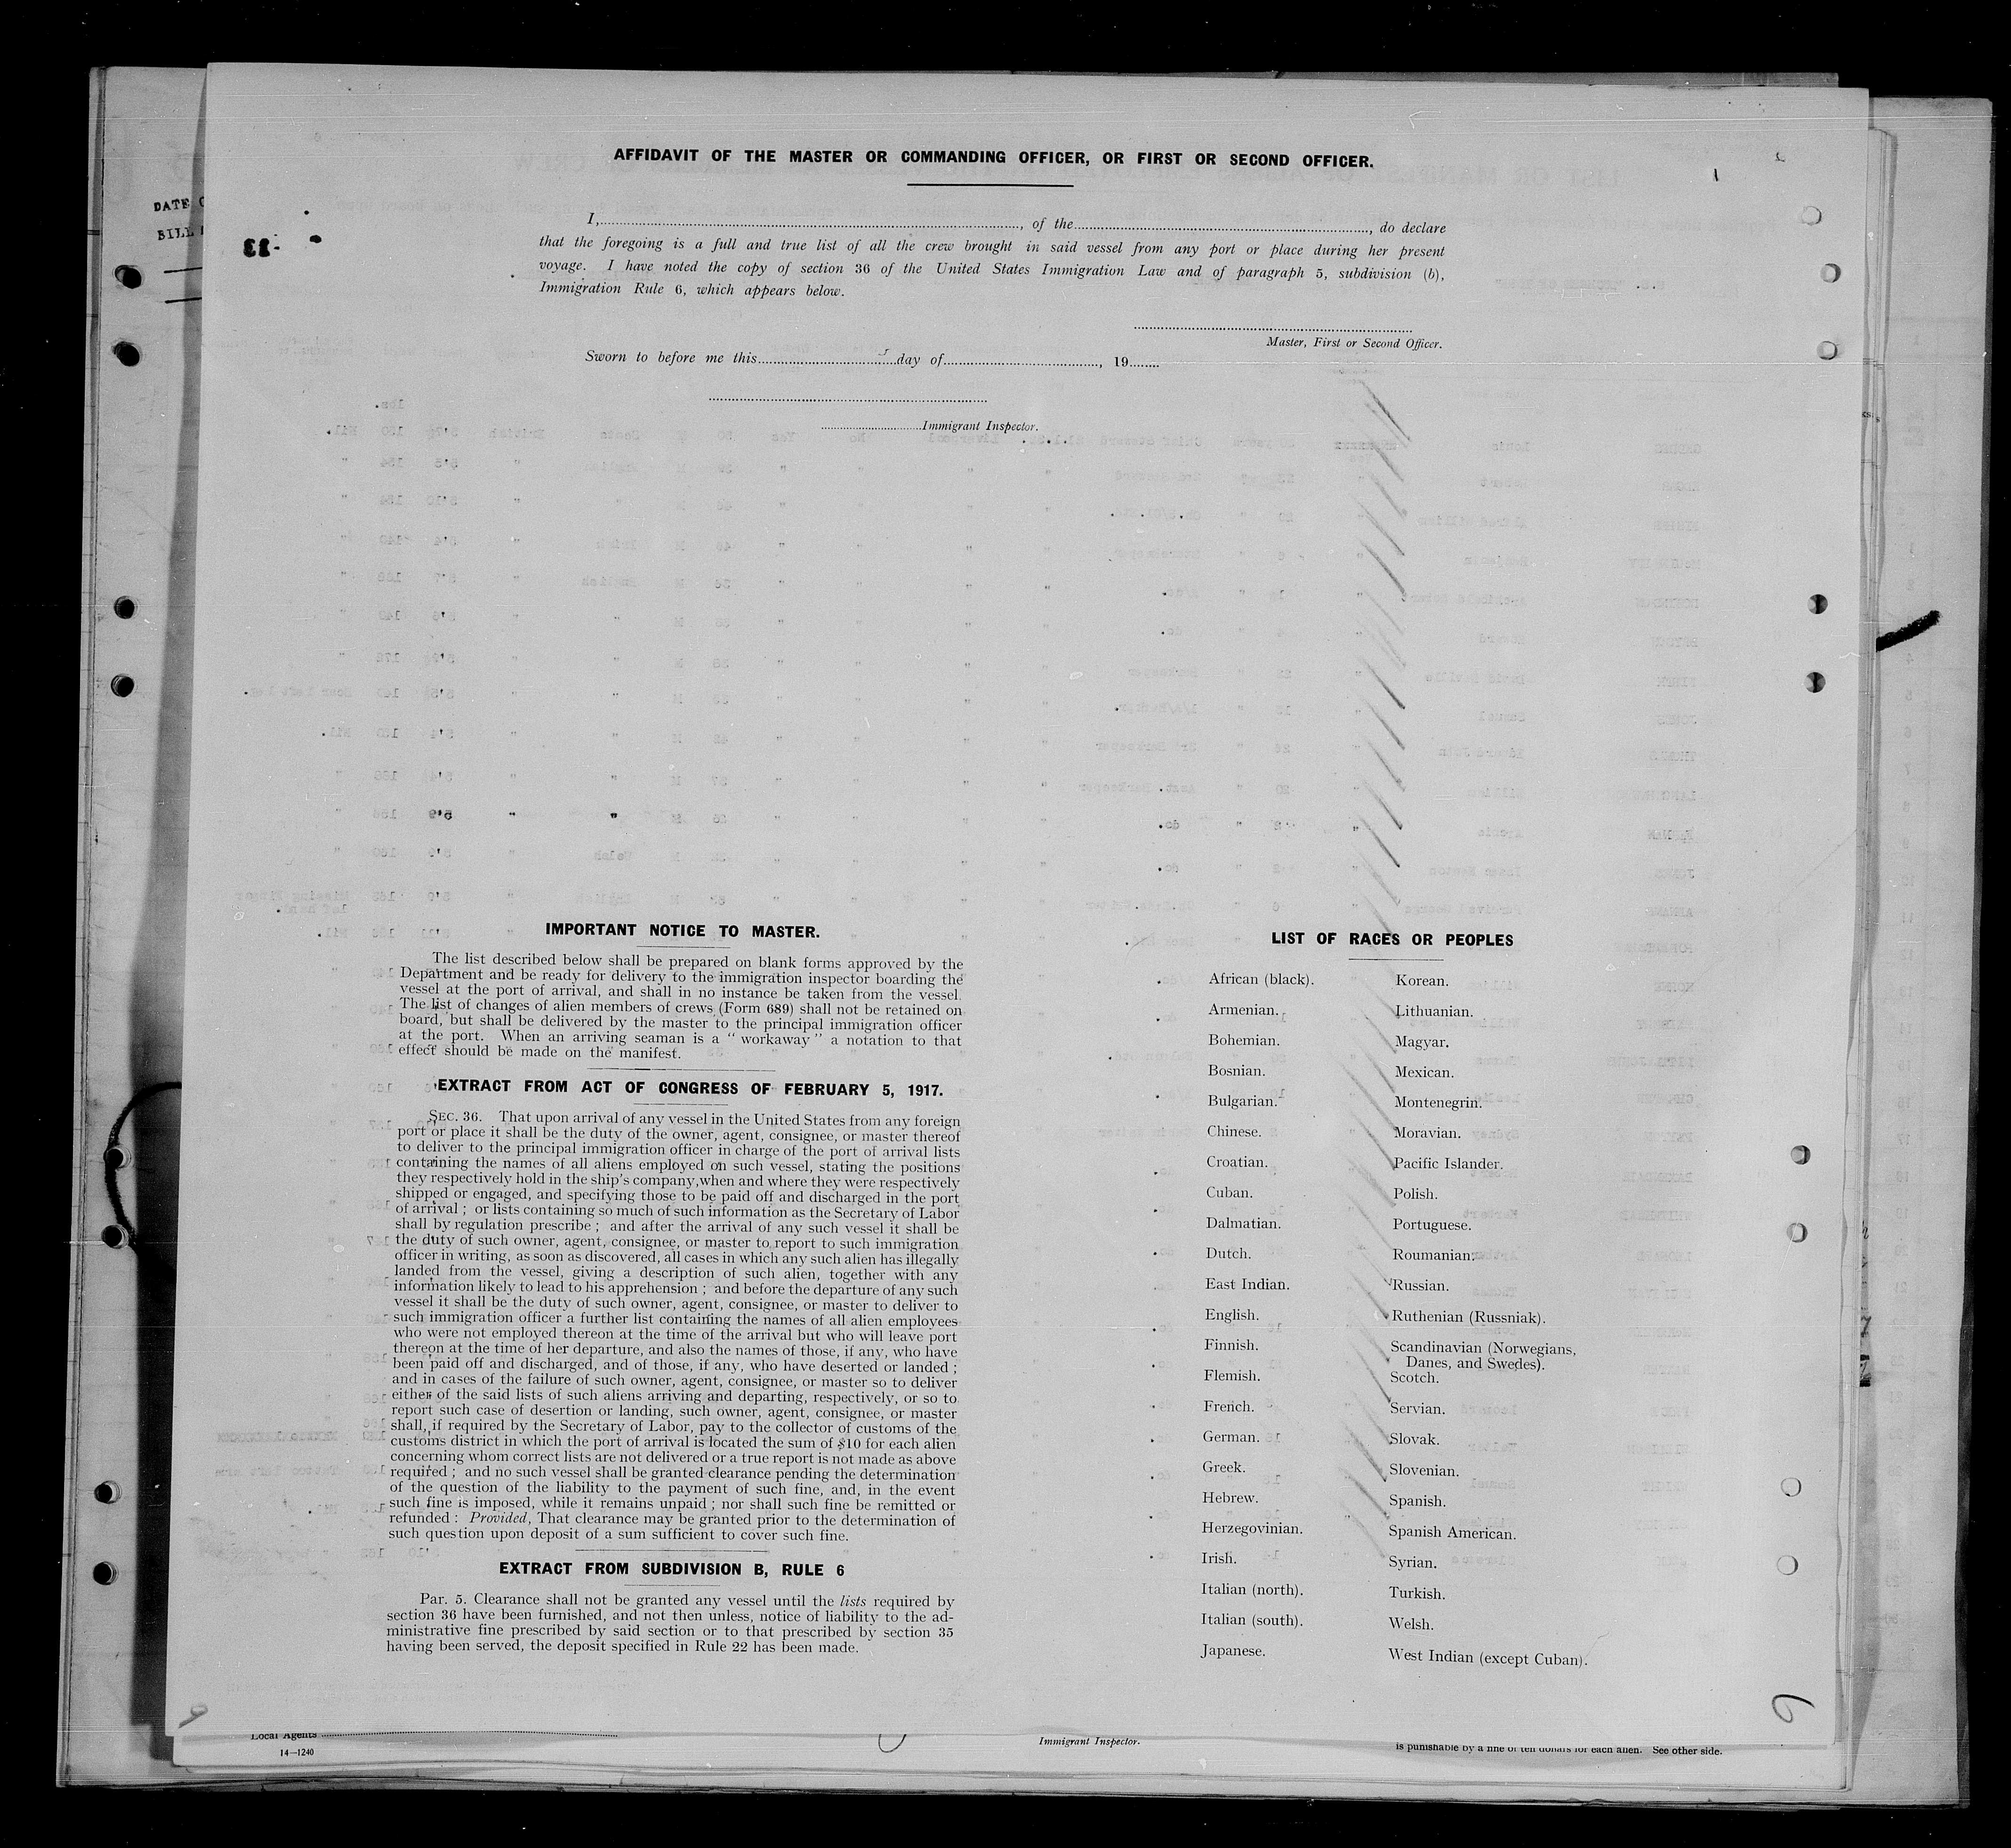 AFFIDAVIT OF THE MASTER OR COMMANDING OFFICER, OR FIRST OR SECOND OFFICER.
I,........................, of the........................, do declare
that the foregoing is a full and true list of all the crew brought in said vessel from any port or place during her present
voyage. I have noted the copy of section 36 of the United States Immigration Law and of paragraph 5, subdivision (b),
Immigration Rule 6, which appears below.
Master, First or Second Officer.
Sworn to before me this............day of............, 19........
............Immigrant Inspector.
DATE
BILL
IMPORTANT NOTICE TO MASTER.
The list described below shall be prepared on blank forms approved by the
Department and be ready for delivery to the immigration inspector boarding the
vessel at the port of arrival, and shall in no instance be taken from the vessel.
The list of changes of alien members of crews (Form 689) shall not be retained on
board, but shall be delivered by the master to the principal immigration officer
at the port. When an arriving seaman is a " workaway " a notation to that
effect should be made on the manifest.
EXTRACT FROM ACT OF CONGRESS OF FEBRUARY 5, 1917.
SEC. 36. That upon arrival of any vessel in the United States from any foreign
port or place it shall be the duty of the owner, agent, consignee, or master thereof
to deliver to the principal immigration officer in charge of the port of arrival lists
containing the names of all aliens employed on such vessel, stating the positions
they respectively hold in the ship's company, when and where they were respectively
shipped or engaged, and specifying those to be paid off and discharged in the port
of arrival ; or lists containing so much of such information as the Secretary of Labor
shall by regulation prescribe ; and after the arrival of any such vessel it shall be
the duty of such owner, agent, consignee, or master to report to such immigration
officer in writing, as soon as discovered, all cases in which any such alien has illegally
landed from the vessel, giving a description of such alien, together with any
information likely to lead to his apprehension ; and before the departure of any such
vessel it shall be the duty of such owner, agent, consignee, or master to deliver to
such immigration officer a further list containing the names of all alien employees
who were not employed thereon at the time of the arrival but who will leave port
thereon at the time of her departure, and also the names of those, if any, who have
been paid off and discharged, and of those, if any, who have deserted or landed ;
and in cases of the failure of such owner, agent, consignee, or master so to deliver
either of the said lists of such aliens arriving and departing, respectively, or so to
report such case of desertion or landing, such owner, agent, consignee, or master
shall, if required by the Secretary of Labor, pay to the collector of customs of the
customs district in which the port of arrival is located the sum of $10 for each alien
concerning whom correct lists are not delivered or a true report is not made as above
required ; and no such vessel shall be granted clearance pending the determination
of the question of the liability to the payment of such fine, and, in the event
such fine is imposed, while it remains unpaid ; nor shall such fine be remitted or
refunded : Provided, That clearance may be granted prior to the determination of
such question upon deposit of a sum sufficient to cover such fine.
EXTRACT FROM SUBDIVISION B, RULE 6
Par. 5. Clearance shall not be granted any vessel until the lists required by
section 36 have been furnished, and not then unless, notice of liability to the ad-
ministrative fine prescribed by said section or to that prescribed by section 35
having been served, the deposit specified in Rule 22 has been made.
LIST OF RACES OR PEOPLES
African (black).
Armenian.
Bohemian.
Bosnian.
Bulgarian.
Chinese.
Croatian.
Cuban.
Dalmatian.
Dutch.
East Indian.
English.
Finnish.
Flemish.
French.
German.
Greek.
Hebrew.
Herzegovinian.
Irish.
Italian (north).
Italian (south).
Japanese.
Korean.
Lithuanian.
Magyar.
Mexican.
Montenegrin.
Moravian.
Pacific Islander.
Polish.
Portuguese.
Roumanian.
Russian.
Ruthenian (Russniak).
Scandinavian (Norwegians,
Danes, and Swedes).
Scotch.
Servian.
Slovak.
Slovenian.
Spanish.
Spanish American.
Syrian.
Turkish.
Welsh.
West Indian (except Cuban).
6
Local Agents
14—1240
Immigrant Inspector.
is punishable by a fine of ten dollars for each alien. See other side.